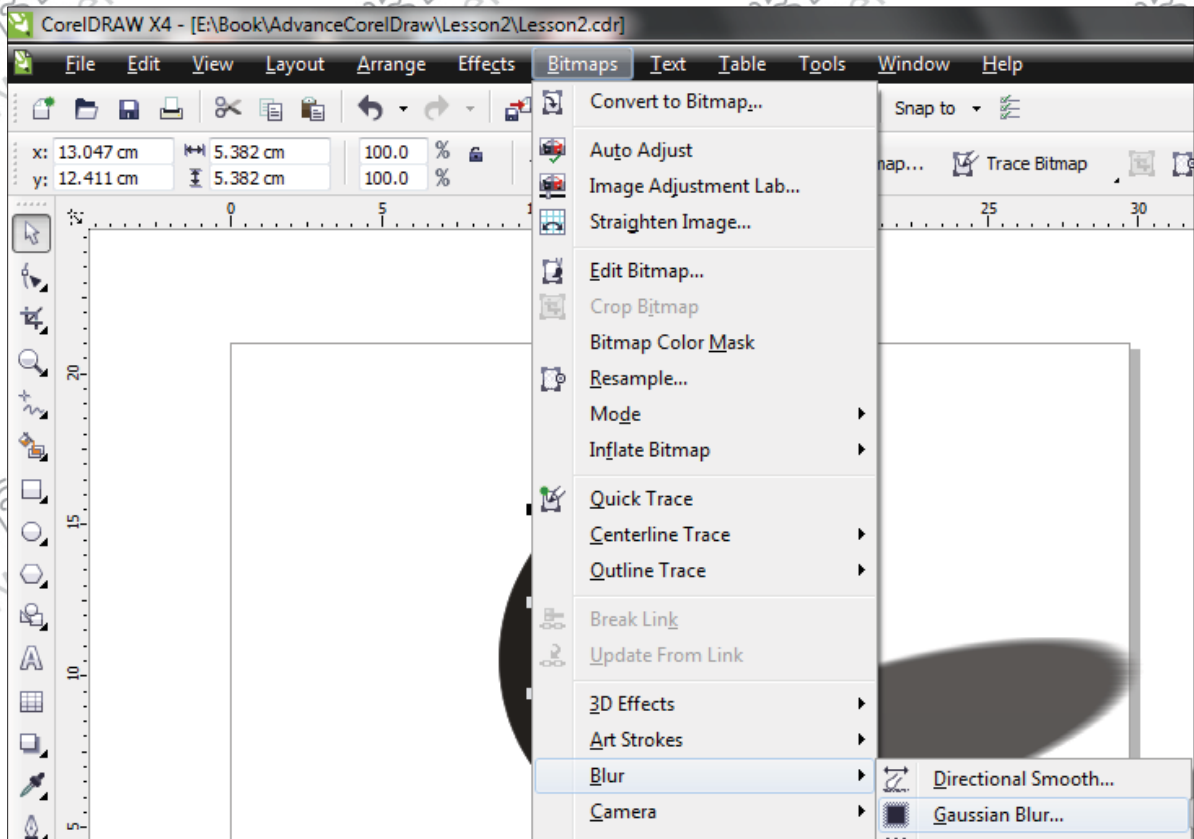 CorelDRAW X4 - [E:\Book\AdvanceCorelDraw\Lesson2\Lesson2.cdr]
File Edit View Layout Arrange Effects Bitmaps Text Table Tools Window Help
Snap to
x: 13.047 cm 5.382 cm 100.0 %
y: 12.411 cm 5.382 cm 100.0 %
map... Trace Bitmap
0 5 1 25 30
20
15
10
5
Convert to Bitmap...
Auto Adjust
Image Adjustment Lab...
Straighten Image...
Edit Bitmap...
Crop Bitmap
Bitmap Color Mask
Resample...
Mode
Inflate Bitmap
Quick Trace
Centerline Trace
Outline Trace
Break Link
Update From Link
3D Effects
Art Strokes
Blur
Camera
Directional Smooth...
Gaussian Blur...